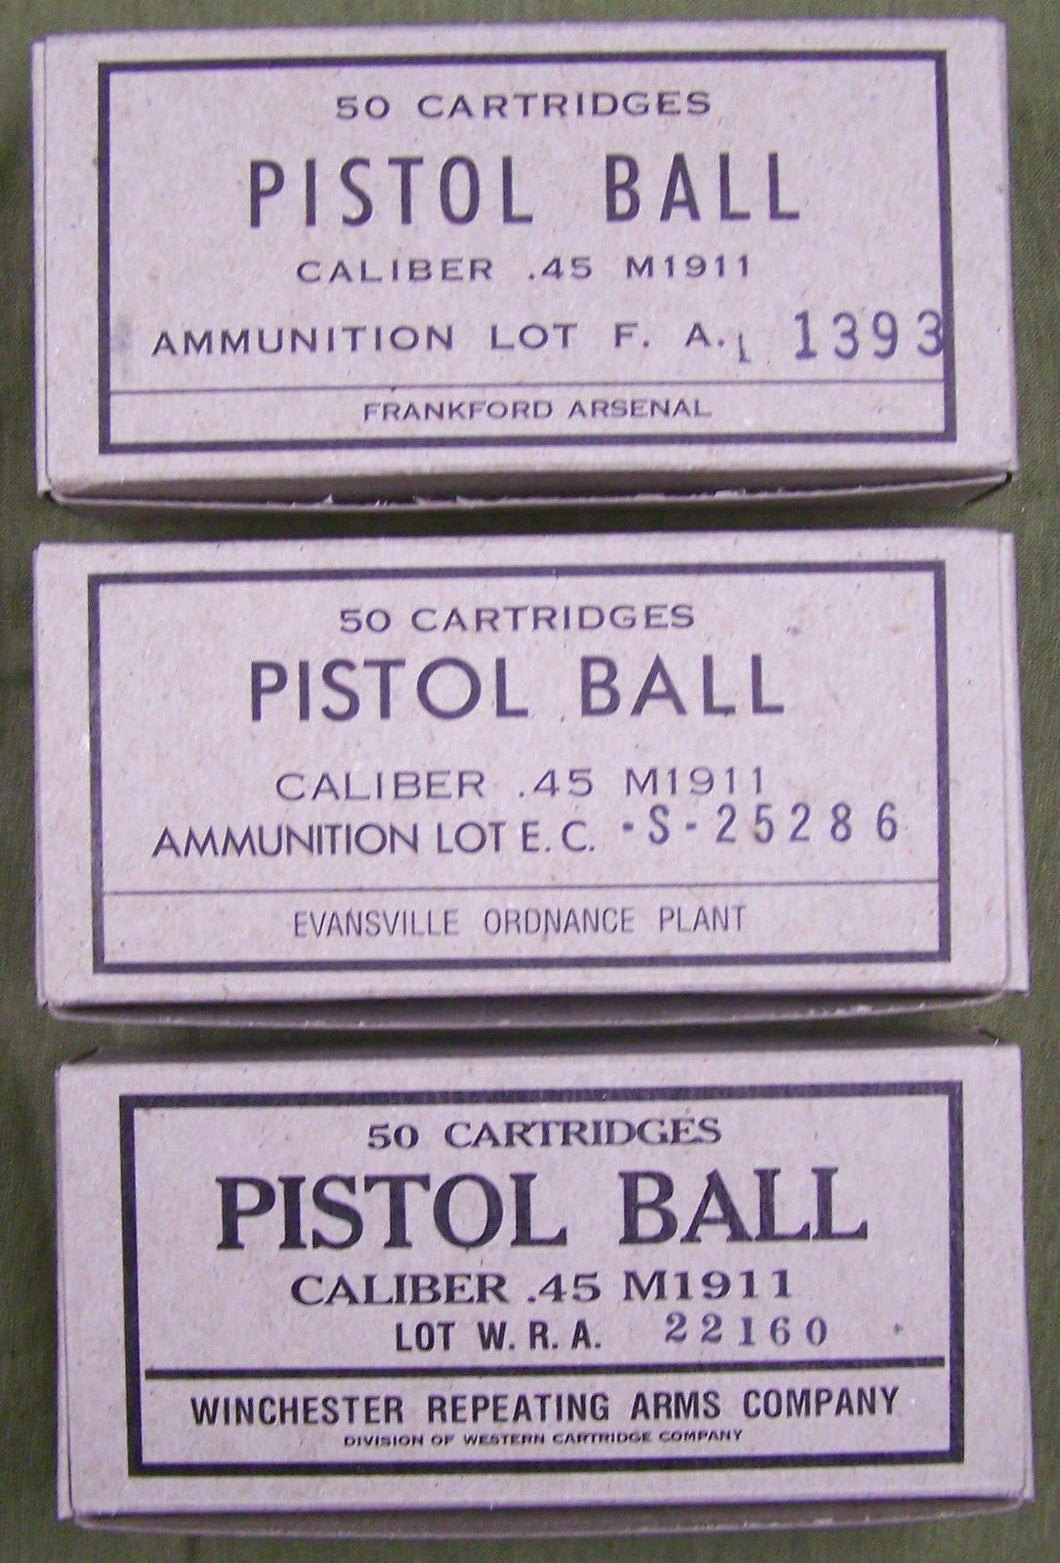 50 CARTRIDGES
PISTOL BALL
CALIBER .45 M1911
AMMUNITION LOT F. A. 1393
FRANKFORD ARSENAL
50 CARTRIDGES
PISTOL BALL
CALIBER .45 M1911
AMMUNITION LOT E. C. -S-25286
EVANSVILLE ORDNANCE PLANT
50 CARTRIDGES
PISTOL BALL
CALIBER .45 M1911
LOT W. R. A. 22160
WINCHESTER REPEATING ARMS COMPANY
DIVISION OF WESTERN CARTRIDGE COMPANY